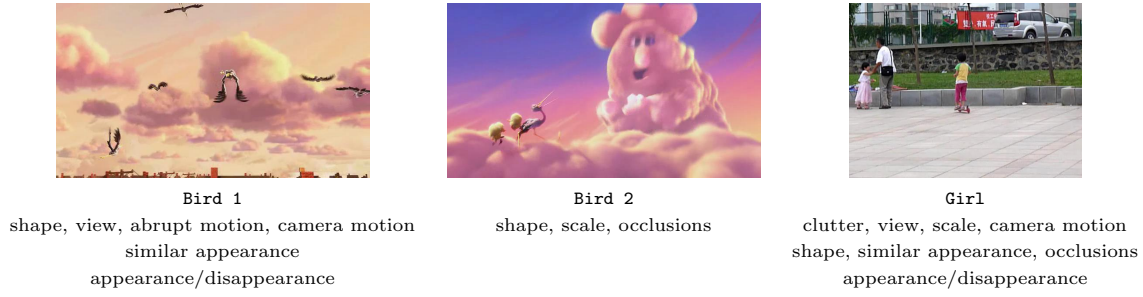 Bird 1
shape, view, abrupt motion, camera motion
similar appearance
appearance/disappearance
Bird 2
shape, scale, occlusions
Girl
clutter, view, scale, camera motion
shape, similar appearance, occlusions
appearance/disappearance